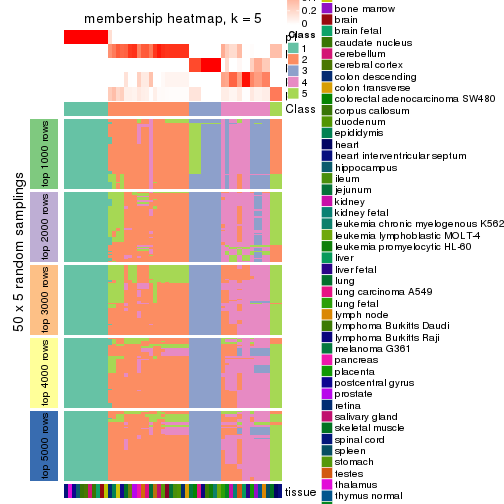 membership heatmap, k = 5
0.2
0
Class
1
2
3
4
5
Class
50 x 5 random samplings
top 1000 rows
top 2000 rows
top 3000 rows
top 4000 rows
top 5000 rows
tissue
bone marrow
brain
brain fetal
caudate nucleus
cerebellum
cerebral cortex
colon descending
colon transverse
colorectal adenocarcinoma SW480
corpus callosum
duodenum
epididymis
heart
heart interventricular septum
hippocampus
ileum
jejunum
kidney
kidney fetal
leukemia chronic myelogenous K562
leukemia lymphoblastic MOLT-4
leukemia promyelocytic HL-60
liver
liver fetal
lung
lung carcinoma A549
lung fetal
lymph node
lymphoma Burkitts Daudi
lymphoma Burkitts Raji
melanoma G361
pancreas
placenta
postcentral gyrus
prostate
retina
salivary gland
skeletal muscle
spinal cord
spleen
stomach
testes
thalamus
thymus normal